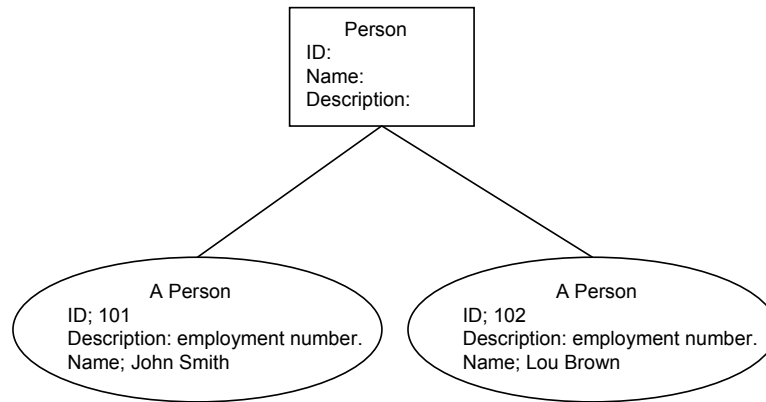 Person
ID:
Name:
Description:
A Person
ID; 101
Description: employment number.
Name; John Smith
A Person
ID; 102
Description: employment number.
Name; Lou Brown